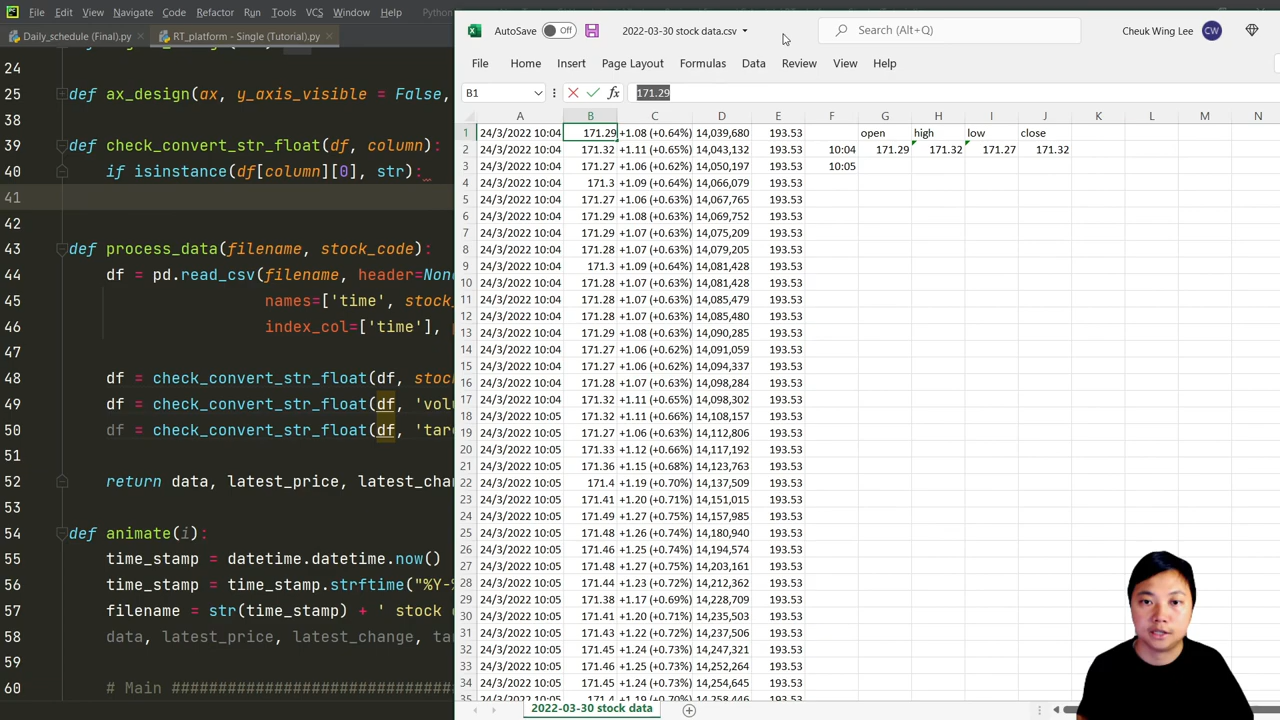 File Edit View Navigate Code Refactor Run Tools VCS Window Help Python
Daily_schedule (Final).py RT_platform - Single (Tutorial).py
24
25 def ax_design(ax, y_axis_visible = False,
38
39 def check_convert_str_float(df, column):
40 if isinstance(df[column][0], str):
41
42
43 def process_data(filename, stock_code):
44 df = pd.read_csv(filename, header=None
45 names=['time', stock_
46 index_col=['time'], p
47
48 df = check_convert_str_float(df, stoc
49 df = check_convert_str_float(df, 'volu
50 df = check_convert_str_float(df, 'targ
51
52 return data, latest_price, latest_chan
53
54 def animate(i):
55 time_stamp = datetime.datetime.now()
56 time_stamp = time_stamp.strftime("%Y-%
57 filename = str(time_stamp) + ' stock d
58 data, latest_price, latest_change, tar
59
60 # Main ################################
AutoSave Off 2022-03-30 stock data.csv Search (Alt+Q) Cheuk Wing Lee CW
File Home Insert Page Layout Formulas Data Review View Help
B1 fx 171.29
A B C D E F G H I J K L M N
1 24/3/2022 10:04 171.29 +1.08 (+0.64%) 14,039,680 193.53 open high low close
2 24/3/2022 10:04 171.32 +1.11 (+0.65%) 14,043,132 193.53 10:04 171.29 171.32 171.27 171.32
3 24/3/2022 10:04 171.27 +1.06 (+0.62%) 14,050,197 193.53 10:05
4 24/3/2022 10:04 171.3 +1.09 (+0.64%) 14,066,079 193.53
5 24/3/2022 10:04 171.27 +1.06 (+0.63%) 14,067,765 193.53
6 24/3/2022 10:04 171.29 +1.08 (+0.63%) 14,069,752 193.53
7 24/3/2022 10:04 171.29 +1.07 (+0.63%) 14,075,209 193.53
8 24/3/2022 10:04 171.28 +1.07 (+0.63%) 14,079,205 193.53
9 24/3/2022 10:04 171.3 +1.09 (+0.64%) 14,081,428 193.53
10 24/3/2022 10:04 171.28 +1.07 (+0.63%) 14,081,428 193.53
11 24/3/2022 10:04 171.28 +1.07 (+0.63%) 14,085,479 193.53
12 24/3/2022 10:04 171.28 +1.07 (+0.63%) 14,085,480 193.53
13 24/3/2022 10:04 171.29 +1.08 (+0.63%) 14,090,285 193.53
14 24/3/2022 10:04 171.27 +1.06 (+0.62%) 14,091,059 193.53
15 24/3/2022 10:04 171.27 +1.06 (+0.62%) 14,094,337 193.53
16 24/3/2022 10:04 171.28 +1.07 (+0.63%) 14,098,284 193.53
17 24/3/2022 10:04 171.32 +1.11 (+0.65%) 14,098,302 193.53
18 24/3/2022 10:05 171.32 +1.11 (+0.66%) 14,108,157 193.53
19 24/3/2022 10:05 171.27 +1.06 (+0.63%) 14,112,806 193.53
20 24/3/2022 10:05 171.33 +1.12 (+0.66%) 14,117,192 193.53
21 24/3/2022 10:05 171.36 +1.15 (+0.68%) 14,123,763 193.53
22 24/3/2022 10:05 171.4 +1.19 (+0.70%) 14,137,509 193.53
23 24/3/2022 10:05 171.41 +1.20 (+0.71%) 14,151,015 193.53
24 24/3/2022 10:05 171.49 +1.27 (+0.75%) 14,157,985 193.53
25 24/3/2022 10:05 171.48 +1.26 (+0.74%) 14,180,940 193.53
26 24/3/2022 10:05 171.46 +1.25 (+0.74%) 14,194,574 193.53
27 24/3/2022 10:05 171.48 +1.27 (+0.75%) 14,203,161 193.53
28 24/3/2022 10:05 171.44 +1.23 (+0.72%) 14,212,362 193.53
29 24/3/2022 10:05 171.38 +1.17 (+0.69%) 14,228,709 193.53
30 24/3/2022 10:05 171.41 +1.20 (+0.71%) 14,235,503 193.53
31 24/3/2022 10:05 171.43 +1.22 (+0.72%) 14,237,506 193.53
32 24/3/2022 10:05 171.45 +1.24 (+0.73%) 14,247,321 193.53
33 24/3/2022 10:05 171.46 +1.25 (+0.73%) 14,252,264 193.53
34 24/3/2022 10:05 171.45 +1.24 (+0.73%) 14,254,645 193.53
35 24/3/2022 10:05 171.4 +1.19 (+0.70%) 14,258,446 193.53
2022-03-30 stock data